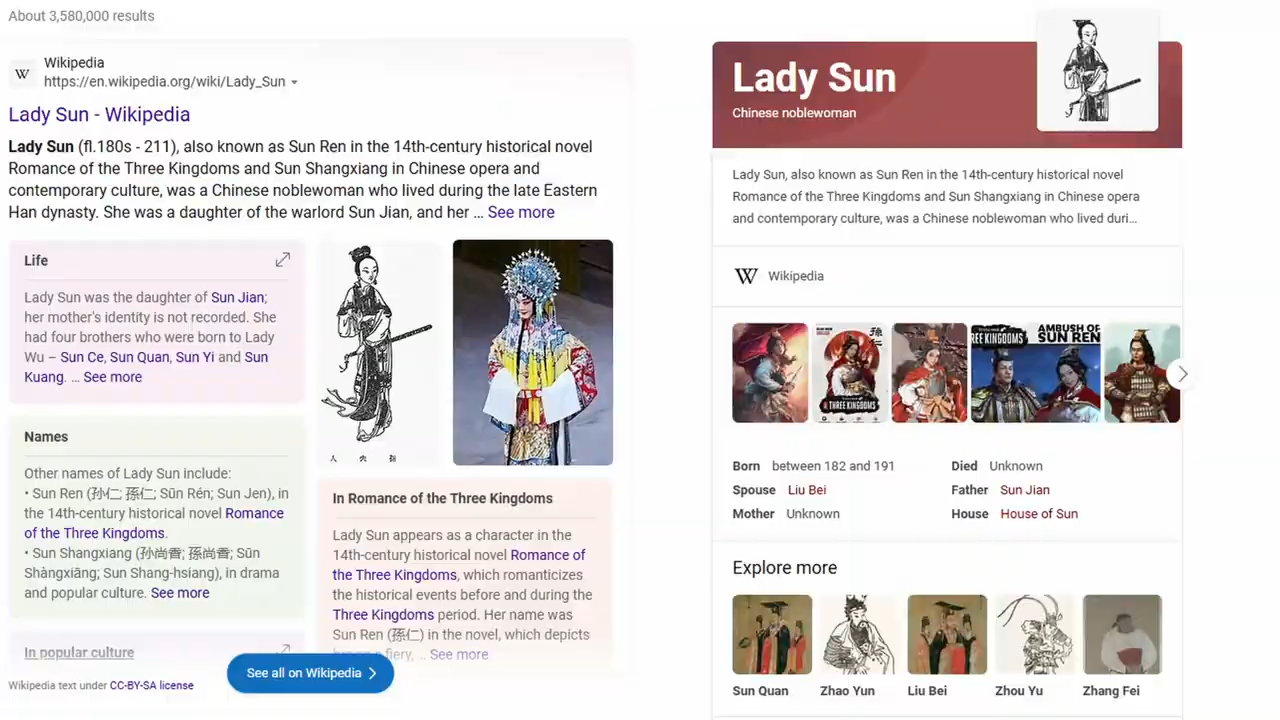 About 3,580,000 results
Wikipedia
https://en.wikipedia.org/wiki/Lady_Sun
Lady Sun - Wikipedia
Lady Sun (fl.180s - 211), also known as Sun Ren in the 14th-century historical novel
Romance of the Three Kingdoms and Sun Shangxiang in Chinese opera and
contemporary culture, was a Chinese noblewoman who lived during the late Eastern
Han dynasty. She was a daughter of the warlord Sun Jian, and her ... See more
Life
Lady Sun was the daughter of Sun Jian;
her mother's identity is not recorded. She
had four brothers who were born to Lady
Wu – Sun Ce, Sun Quan, Sun Yi and Sun
Kuang. ... See more
Names
Other names of Lady Sun include:
• Sun Ren (孙仁; 孫仁; Sūn Rén; Sun Jen), in
the 14th-century historical novel Romance
of the Three Kingdoms.
• Sun Shangxiang (孙尚香; 孫尚香; Sūn
Shàngxiāng; Sun Shang-hsiang), in drama
and popular culture. See more
In popular culture
In Romance of the Three Kingdoms
Lady Sun appears as a character in the
14th-century historical novel Romance of
the Three Kingdoms, which romanticizes
the historical events before and during the
Three Kingdoms period. Her name was
Sun Ren (孫仁) in the novel, which depicts
fiery, ... See more
See all on Wikipedia
Wikipedia text under CC-BY-SA license
Lady Sun
Chinese noblewoman
Lady Sun, also known as Sun Ren in the 14th-century historical novel
Romance of the Three Kingdoms and Sun Shangxiang in Chinese opera
and contemporary culture, was a Chinese noblewoman who lived duri...
W Wikipedia
孫仁
THREE KINGDOMS
REE KINGDOMS
AMBUSH OF
SUN REN
Born between 182 and 191
Died Unknown
Spouse Liu Bei
Father Sun Jian
Mother Unknown
House House of Sun
Explore more
Sun Quan
Zhao Yun
Liu Bei
Zhou Yu
Zhang Fei